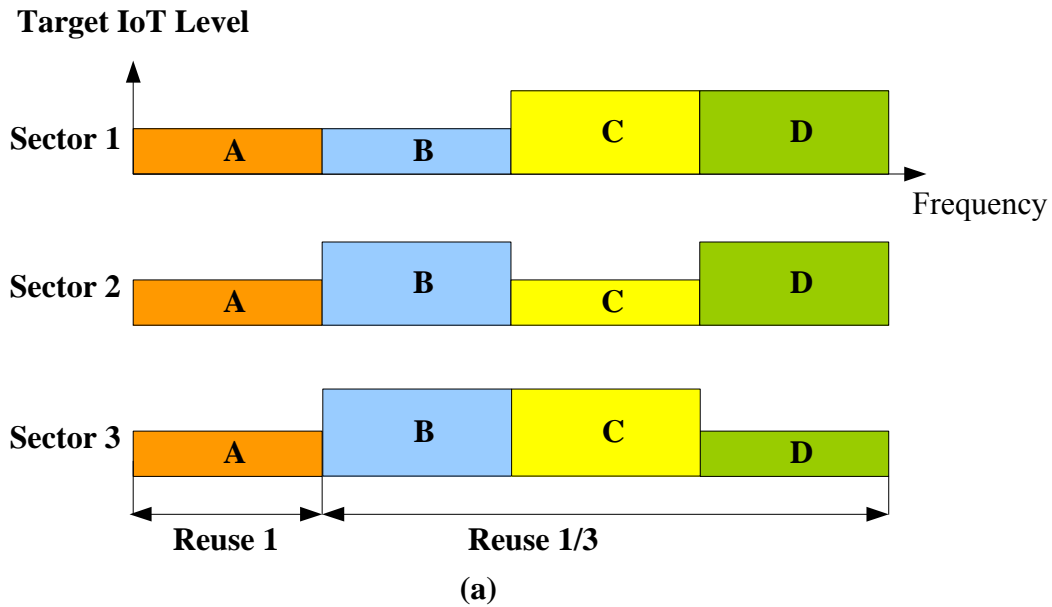 Target IoT Level
Sector 1
A
B
C
D
Frequency
Sector 2
A
B
C
D
Sector 3
A
B
C
D
Reuse 1
Reuse 1/3
(a)